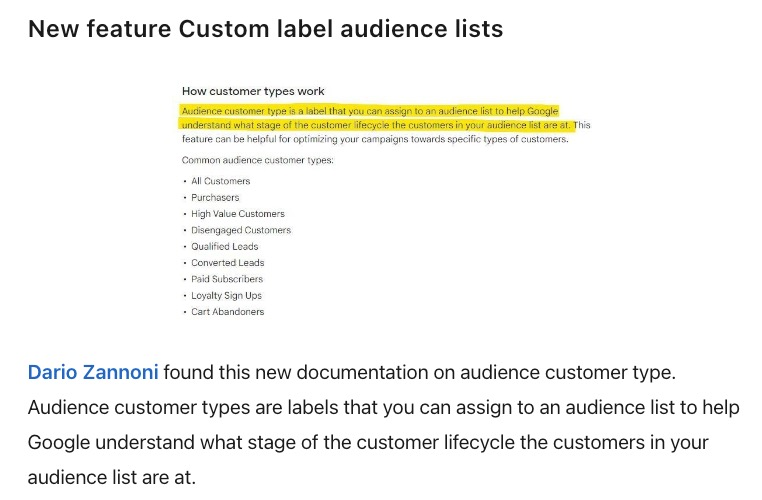 New feature Custom label audience lists
How customer types work
Audience customer type is a label that you can assign to an audience list to help Google
understand what stage of the customer lifecycle the customers in your audience list are at. This
feature can be helpful for optimizing your campaigns towards specific types of customers.
Common audience customer types:
• All Customers
• Purchasers
• High Value Customers
• Disengaged Customers
• Qualified Leads
• Converted Leads
• Paid Subscribers
• Loyalty Sign Ups
• Cart Abandoners
Dario Zannoni found this new documentation on audience customer type.
Audience customer types are labels that you can assign to an audience list to help
Google understand what stage of the customer lifecycle the customers in your
audience list are at.